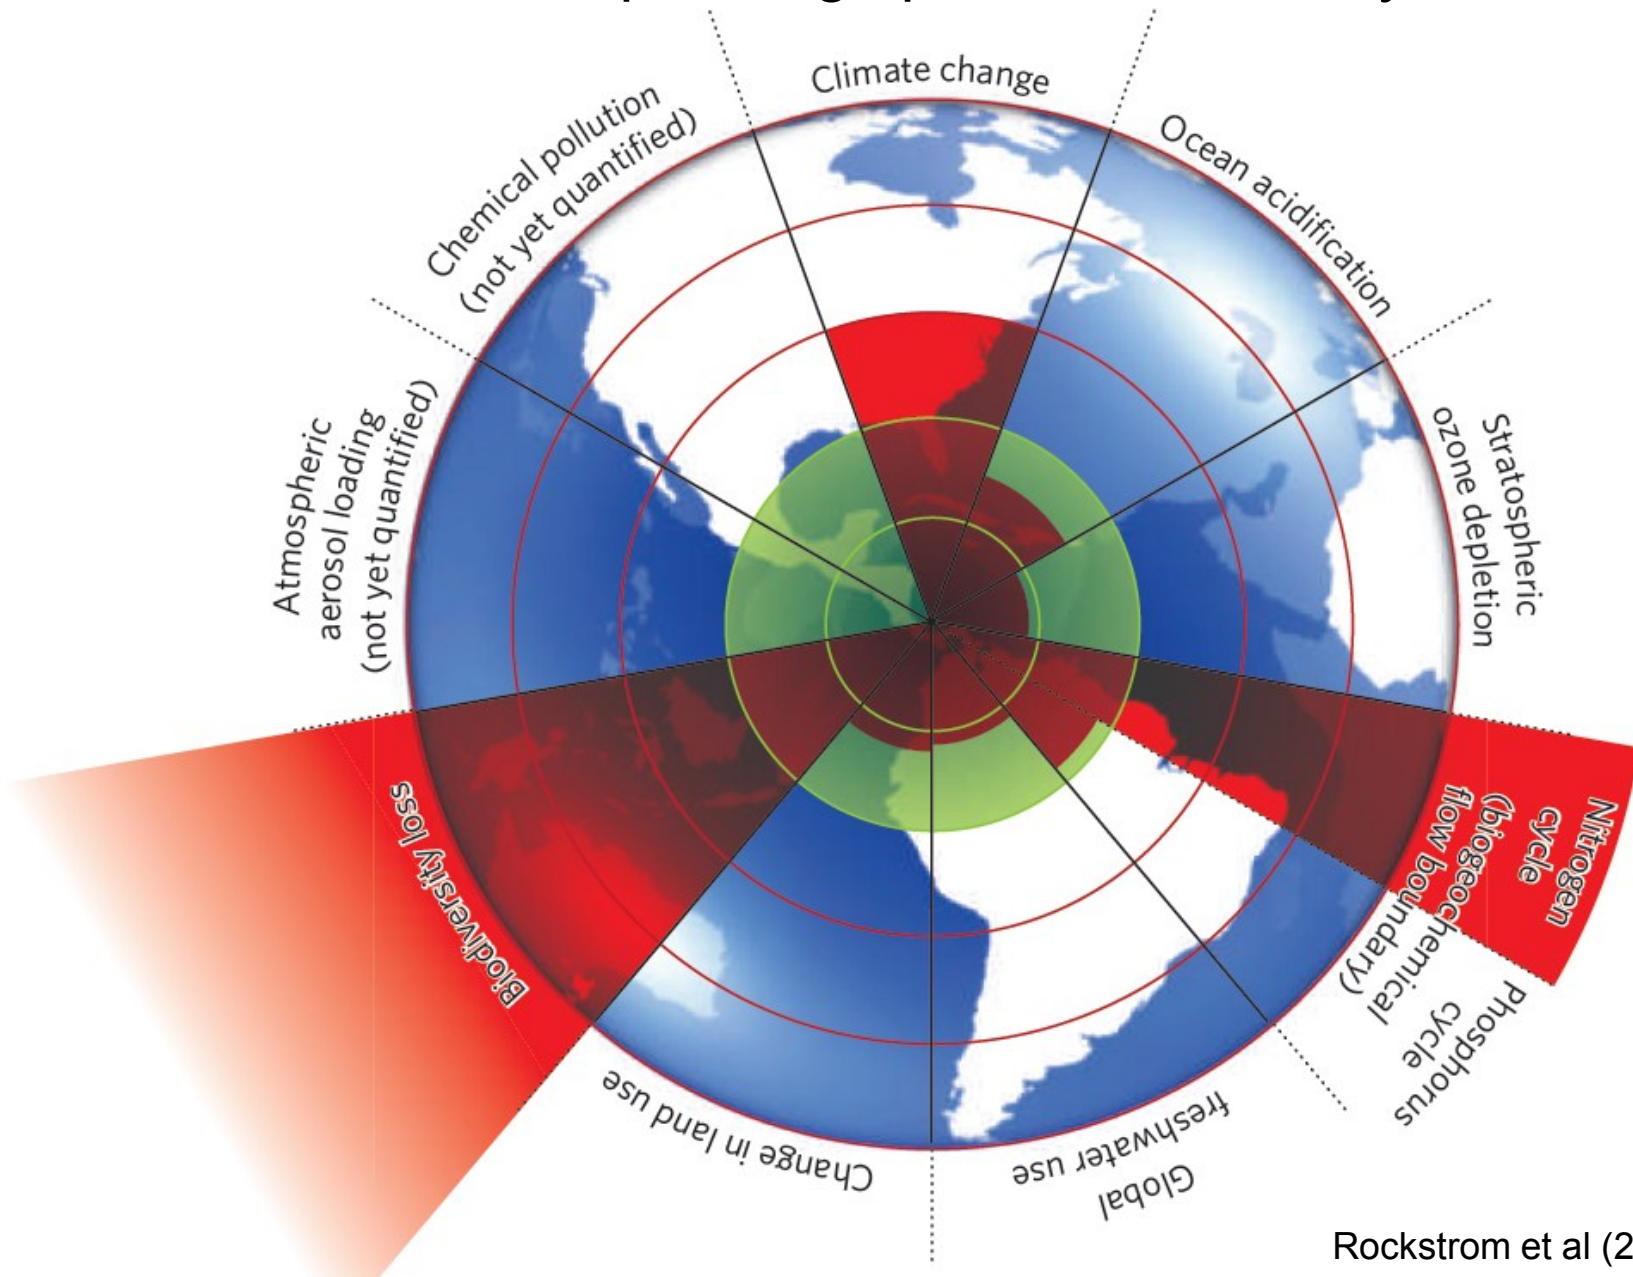 Climate change
Ocean acidification
Stratospheric
ozone depletion
Nitrogen
cycle
(biogeochemical
flow boundary)
Phosphorus
cycle
Global
freshwater use
Change in land use
Biodiversity loss
Atmospheric
aerosol loading
(not yet quantified)
Chemical pollution
(not yet quantified)
Rockstrom et al (2